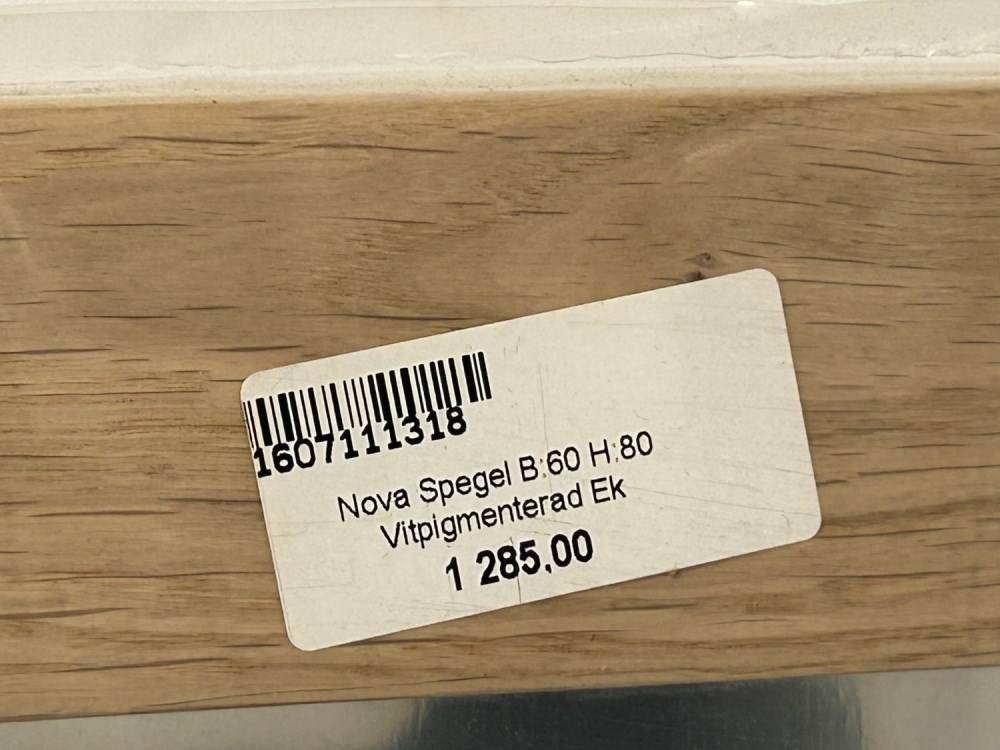 1607111318
Nova Spegel B:60 H:80
Vitpigmenterad Ek
1 285,00